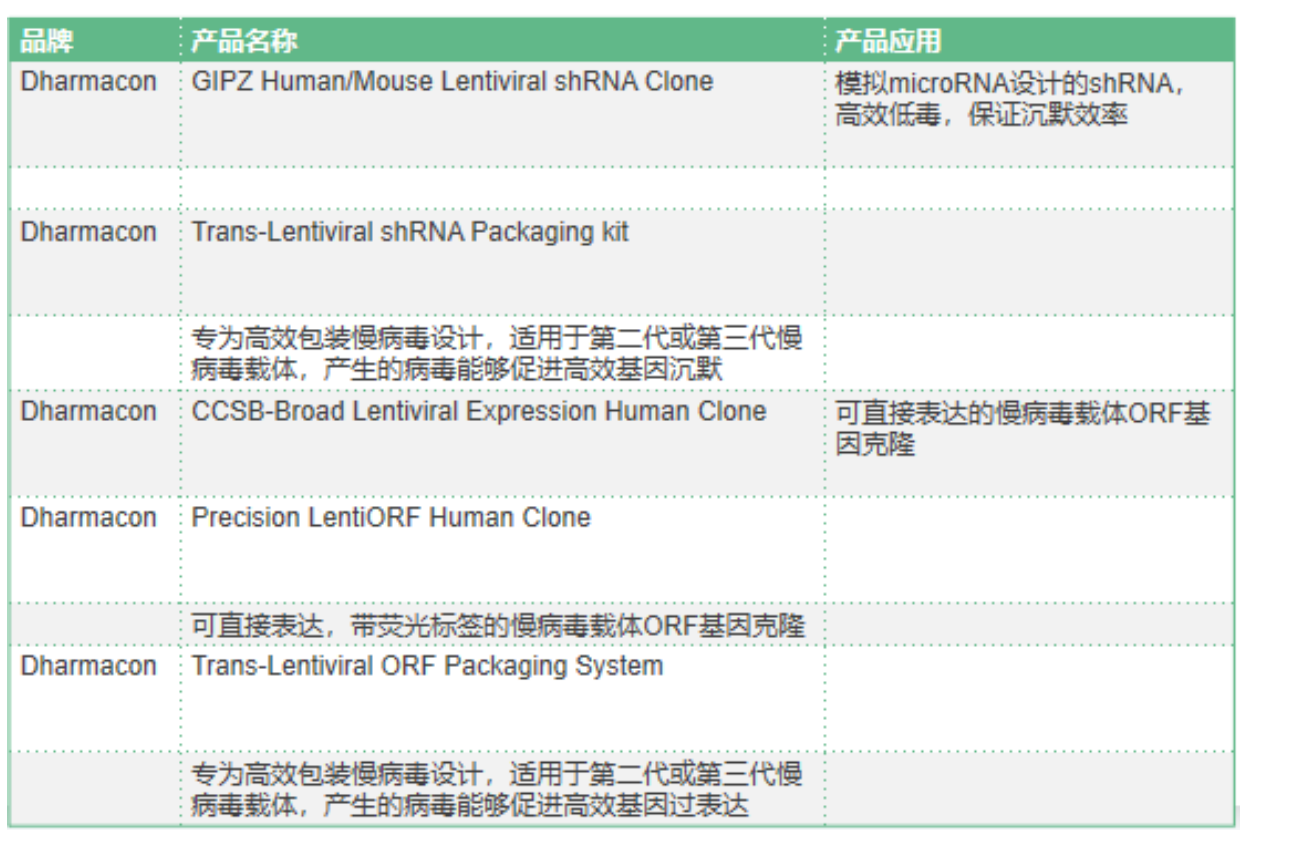 品牌 产品名称 产品应用
Dharmacon GIPZ Human/Mouse Lentiviral shRNA Clone 模拟microRNA设计的shRNA,
高效低毒，保证沉默效率
Dharmacon Trans-Lentiviral shRNA Packaging kit
专为高效包装慢病毒设计，适用于第二代或第三代慢
病毒载体，产生的病毒能够促进高效基因沉默
Dharmacon CCSB-Broad Lentiviral Expression Human Clone 可直接表达的慢病毒载体ORF基
因克隆
Dharmacon Precision LentiORF Human Clone
可直接表达，带荧光标签的慢病毒载体ORF基因克隆
Dharmacon Trans-Lentiviral ORF Packaging System
专为高效包装慢病毒设计，适用于第二代或第三代慢
病毒载体，产生的病毒能够促进高效基因过表达